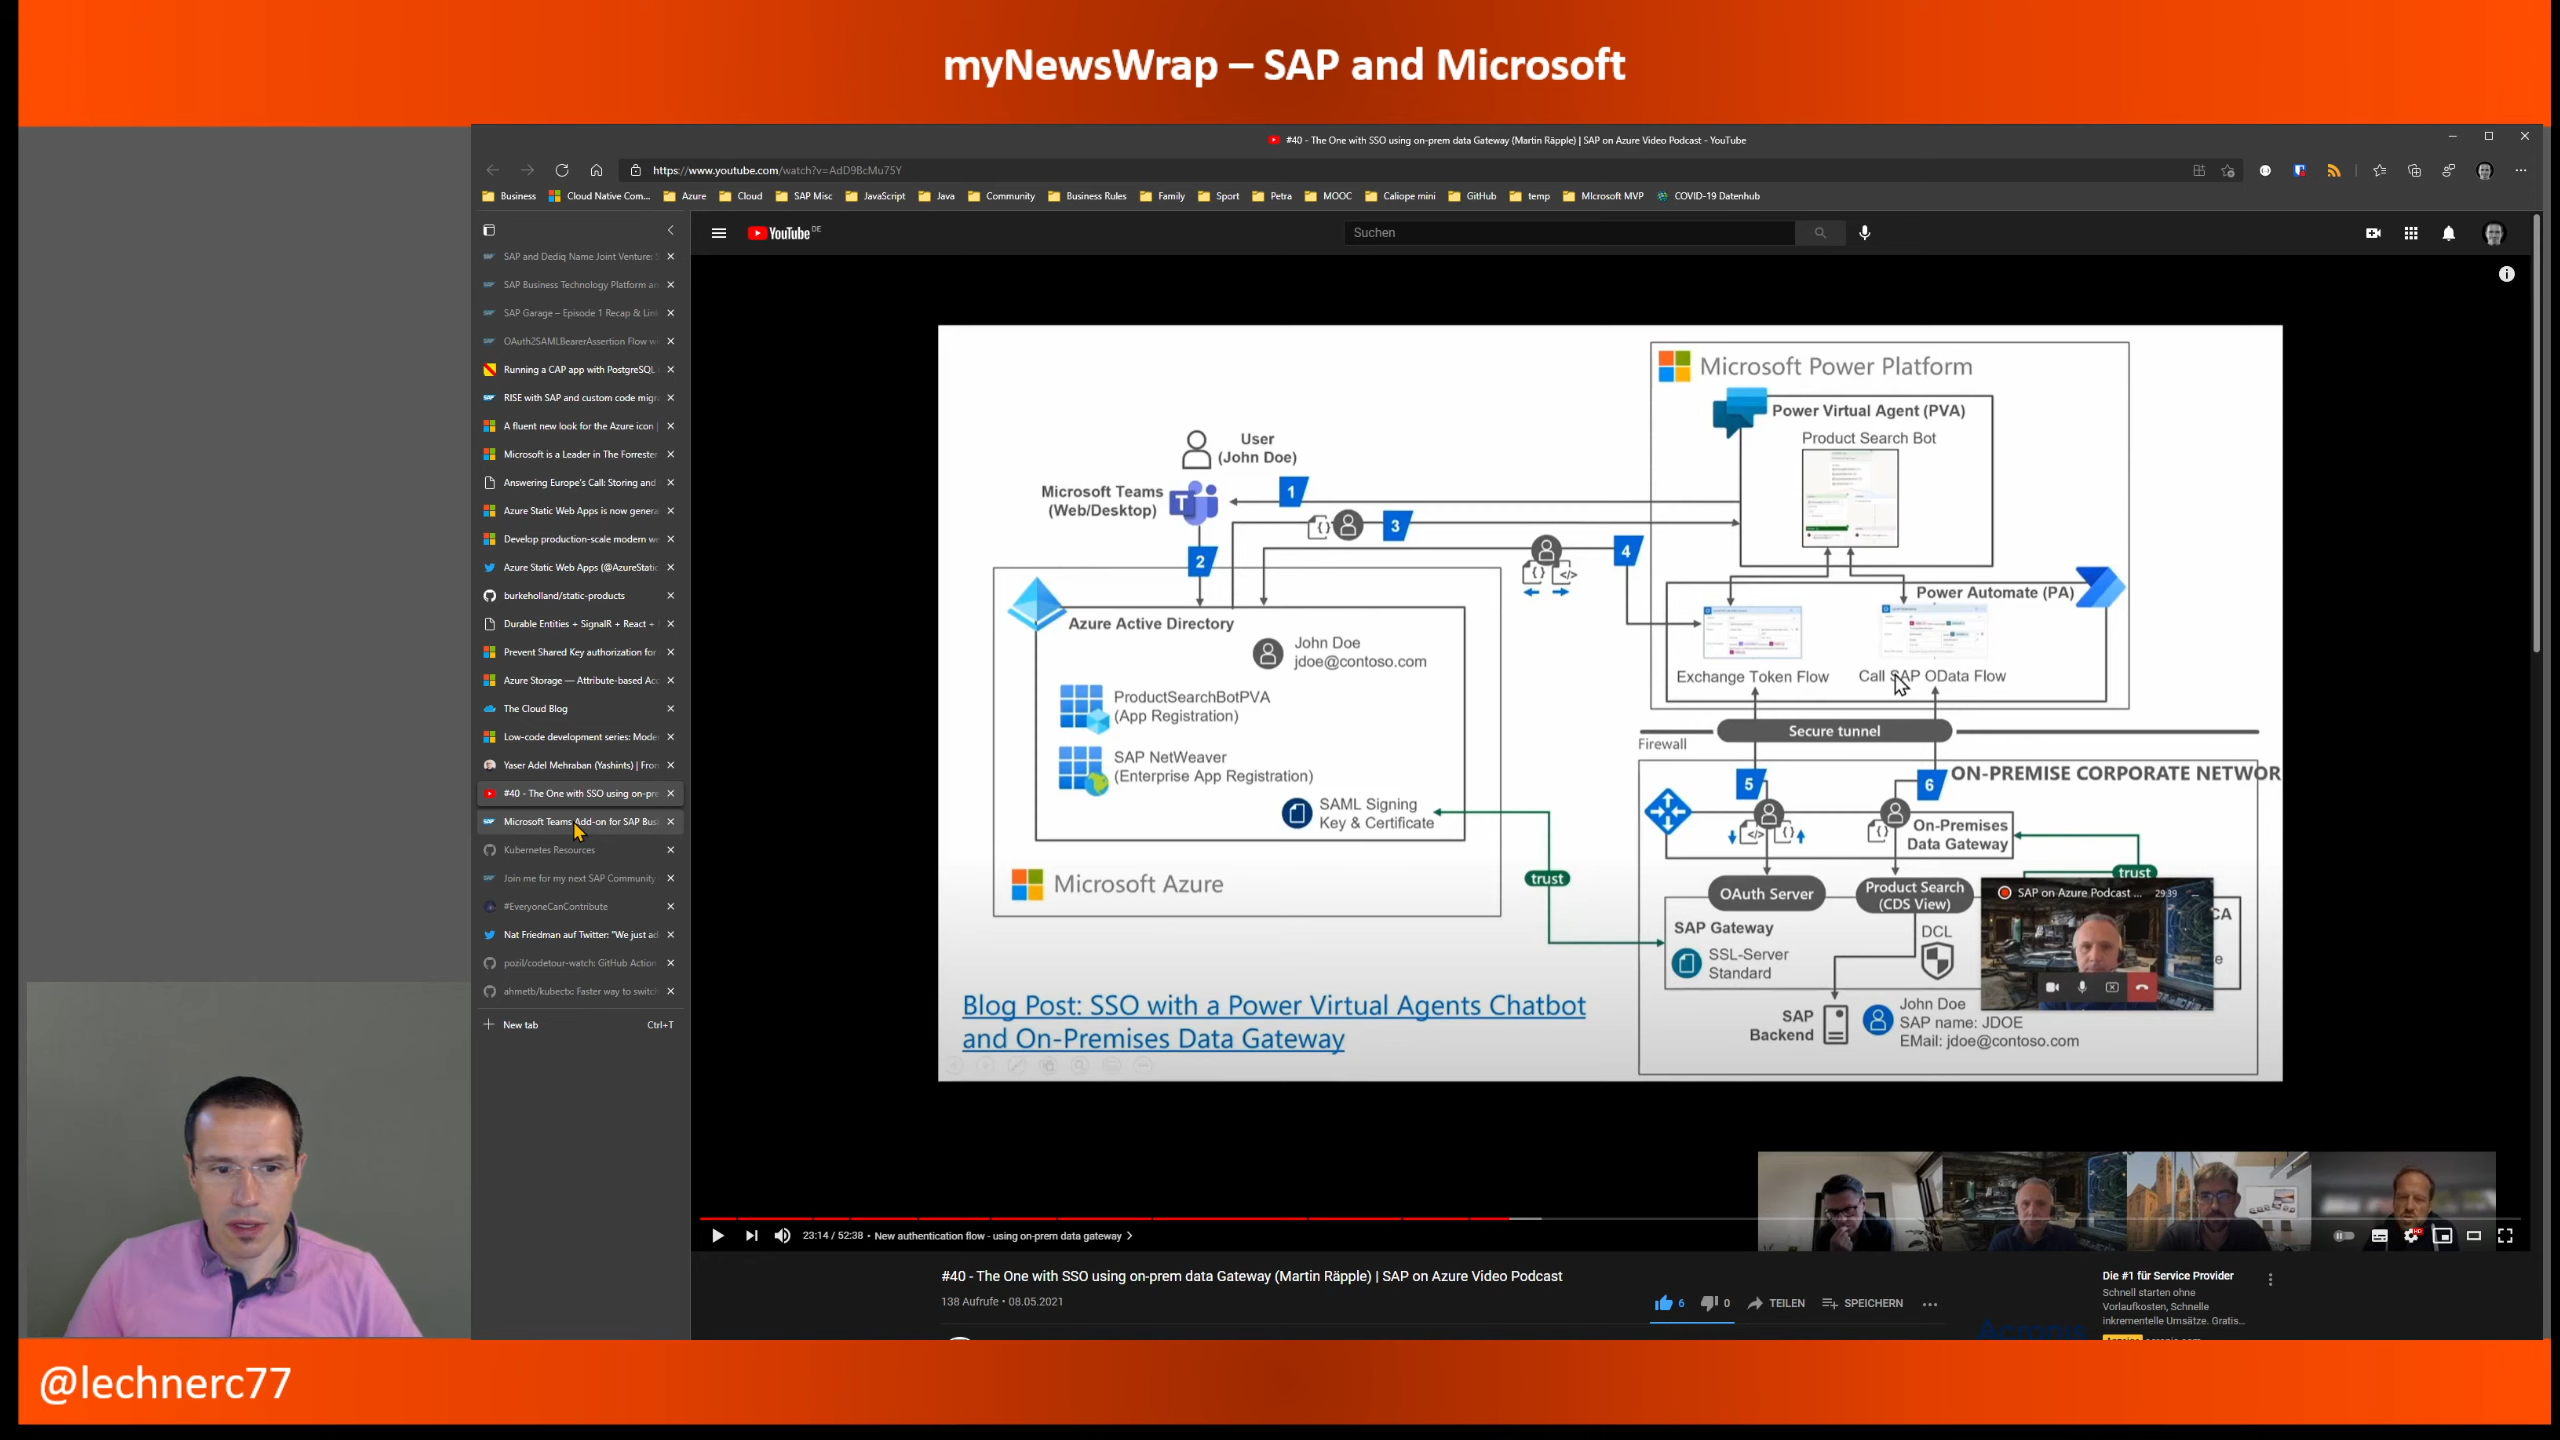 myNewsWrap – SAP and Microsoft
#40 - The One with SSO using on-prem data Gateway (Martin Räpple) | SAP on Azure Video Podcast - YouTube
https://www.youtube.com/watch?v=AdD9BcMu75Y
Business
Cloud Native Com...
Azure
Cloud
SAP Misc
JavaScript
Java
Community
Business Rules
Family
Sport
Petra
MOOC
Caliope mini
GitHub
temp
Microsoft MVP
COVID-19 Datenhub
SAP and Dediq Name Joint Venture:
SAP Business Technology Platform
SAP Garage – Episode 1 Recap &
OAuth2SAMLBearerAssertion Flow
Running a CAP app with PostgreSQL
RISE with SAP and custom code
A fluent new look for the Azure icon |
Microsoft is a Leader in The Forrester
Answering Europe's Call: Storing and
Azure Static Web Apps is now
Develop production-scale modern
Azure Static Web Apps
burkeholland/static-products
Durable Entities + SignalR + React +
Prevent Shared Key authorization for
Azure Storage — Attribute-based
The Cloud Blog
Low-code development series:
Yaser Adel Mehraban (Yashints) |
#40 - The One with SSO using
Microsoft Teams Add-on for SAP
Kubernetes Resources
Join me for my next SAP Community
#EveryoneCanContribute
Nat Friedman auf Twitter: "We just
pozil/codetour-watch: GitHub Action
ahmetb/kubectx: Faster way to
New tab
Ctrl+T
YouTube DE
Suchen
Microsoft Power Platform
Power Virtual Agent (PVA)
Product Search Bot
User
(John Doe)
Microsoft Teams
(Web/Desktop)
1
3
2
4
Power Automate (PA)
Exchange Token Flow
Call SAP OData Flow
Azure Active Directory
John Doe
jdoe@contoso.com
ProductSearchBotPVA
(App Registration)
SAP NetWeaver
(Enterprise App Registration)
SAML Signing
Key & Certificate
Microsoft Azure
trust
Secure tunnel
Firewall
5
6
ON-PREMISE CORPORATE NETWOR
On-Premises
Data Gateway
trust
OAuth Server
Product Search
(CDS View)
SAP on Azure Podcast ...
29:39
CA
SAP Gateway
DCL
SSL-Server
Standard
e
SAP
Backend
John Doe
SAP name: JDOE
EMail: jdoe@contoso.com
Blog Post: SSO with a Power Virtual Agents Chatbot
and On-Premises Data Gateway
23:14 / 52:38 • New authentication flow - using on-prem data gateway
#40 - The One with SSO using on-prem data Gateway (Martin Räpple) | SAP on Azure Video Podcast
138 Aufrufe • 08.05.2021
6
0
TEILEN
SPEICHERN
Die #1 für Service Provider
Schnell starten ohne
Vorlaufkosten, Schnelle
inkrementelle Umsätze. Gratis...
@lechnerc77